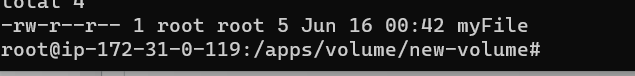 total 4
-rw-r--r-- 1 root root 5 Jun 16 00:42 myFile
root@ip-172-31-0-119:/apps/volume/new-volume#